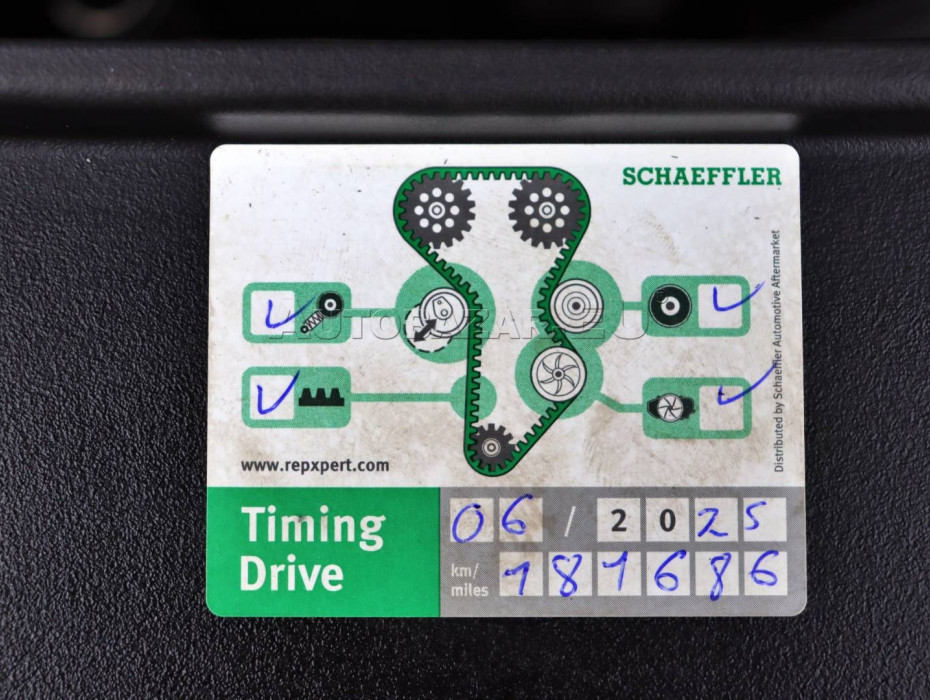 SCHAEFFLER
Distributed by Schaeffler Automotive Aftermarket
www.repxpert.com
Timing
Drive
06 / 2025
km/
miles
181686